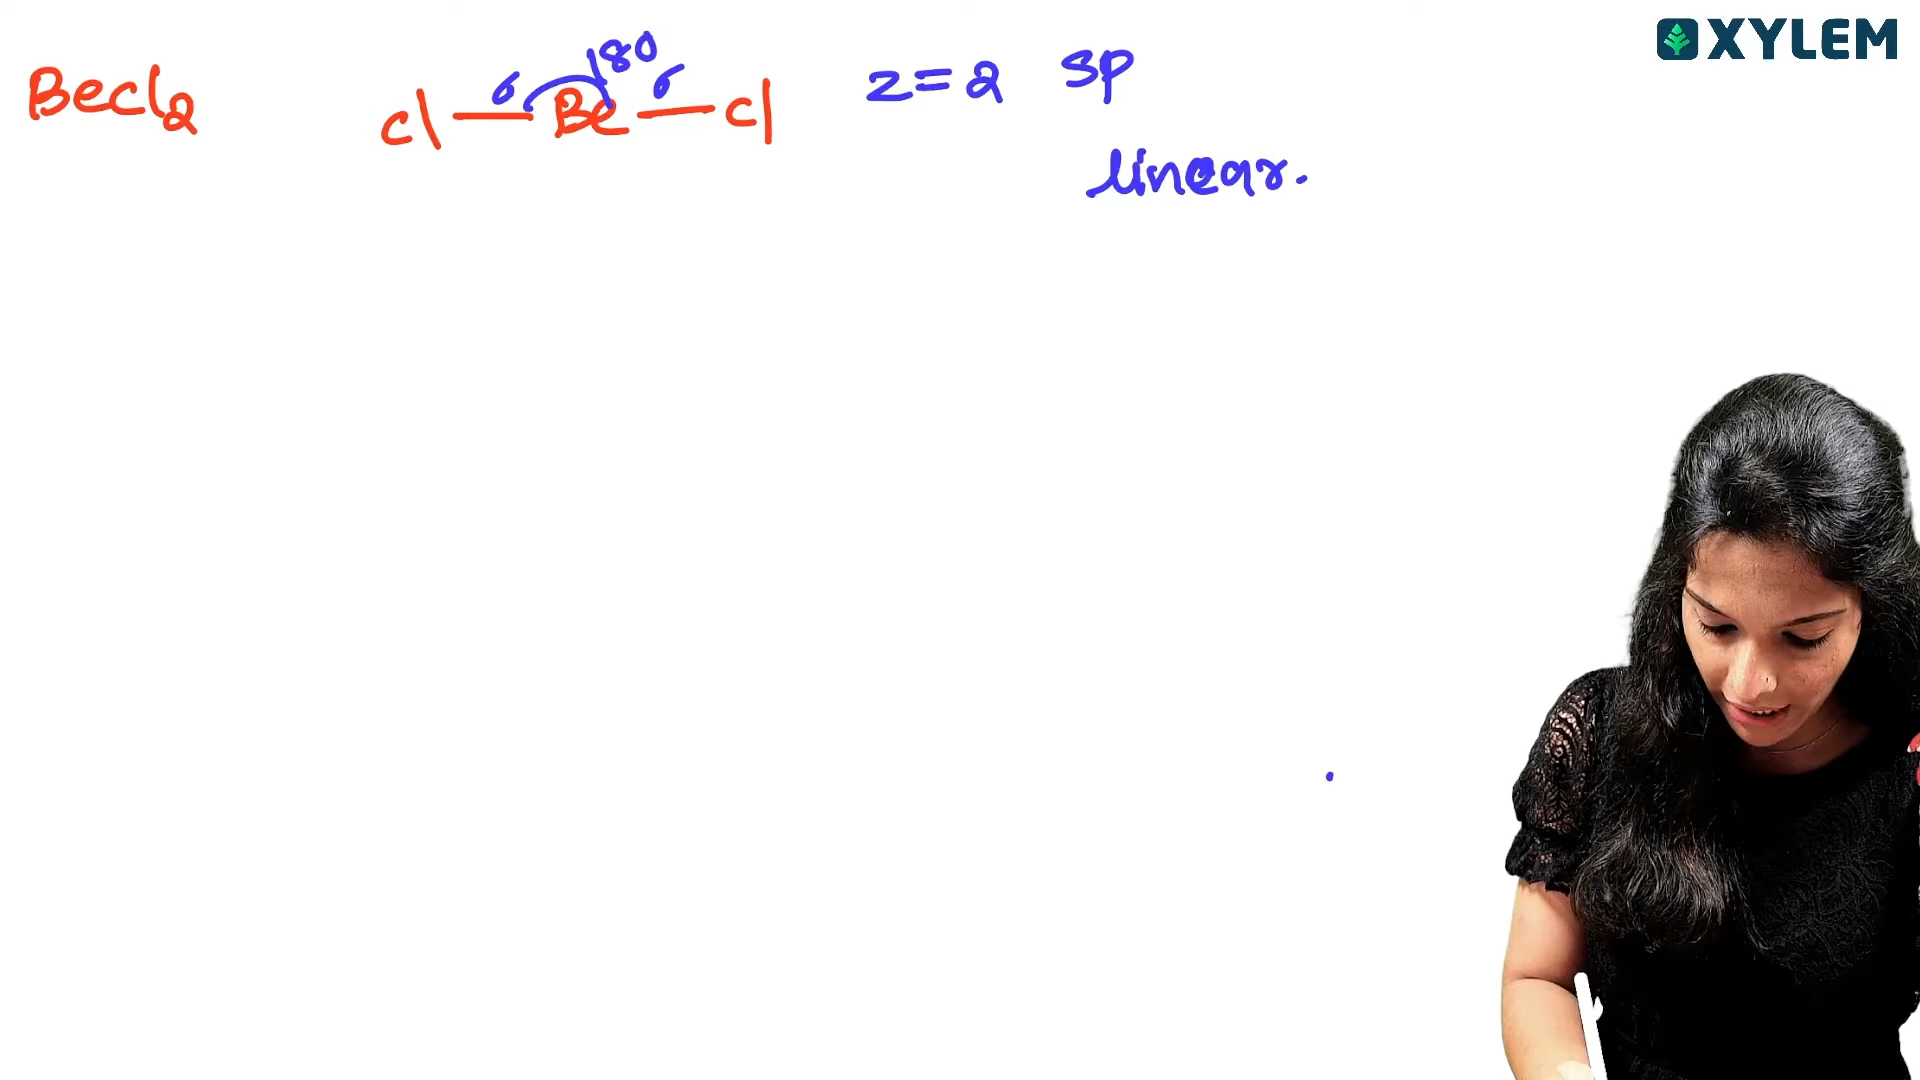 XYLEM
Becl₂ cl — Be — cl z=2 sp
σ 180 σ
linear.